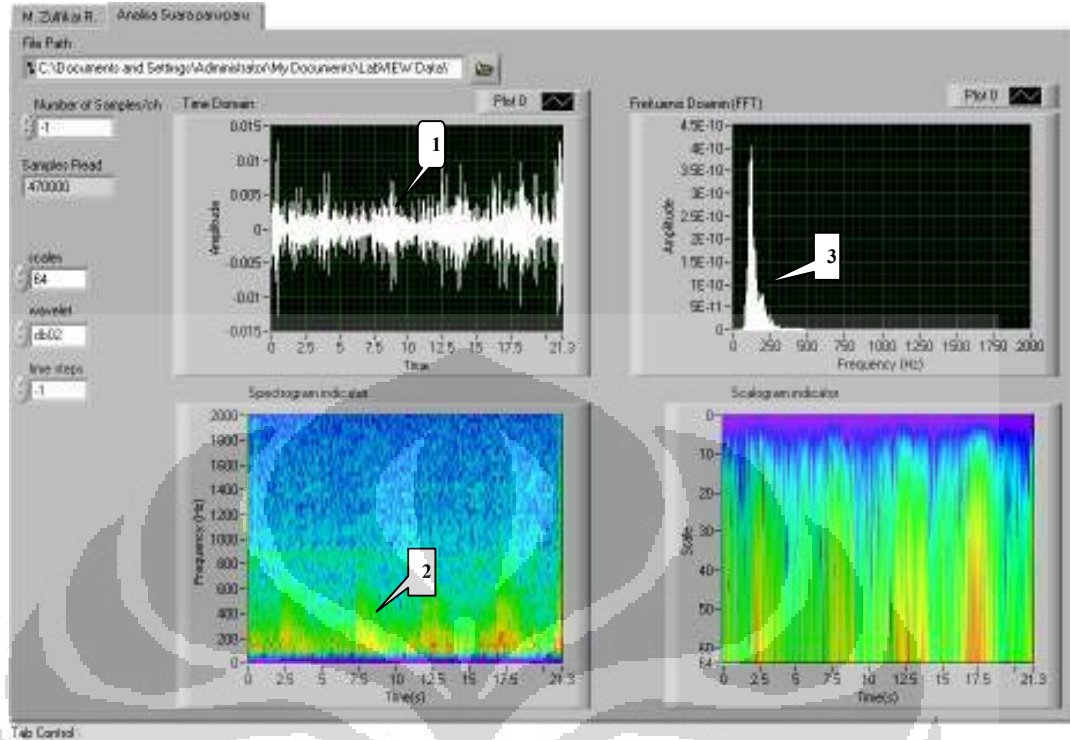 M. Zulfikar R.
Analisa Suara paru-paru
File Path
C:\Documents and Settings\Administrator\My Documents\LabVIEW Data\
Number of Samples/ch
-1
Samples Read
470000
scales
64
wavelet
db02
time steps
-1
Time Domain
Plot 0
0.015
0.01
0.005
0
-0.005
-0.01
-0.015
Amplitude
0 2.5 5 7.5 10 12.5 15 17.5 21.3
Time
1
Frekuensi Domain (FFT)
Plot 0
4.5E-10
4E-10
3.5E-10
3E-10
2.5E-10
2E-10
1.5E-10
1E-10
5E-11
0
Amplitude
0 250 500 750 1000 1250 1500 1750 2000
Frequency (Hz)
3
Spectrogram indicator
2000
1800
1600
1400
1200
1000
800
600
400
200
0
Frequency (Hz)
0 2.5 5 7.5 10 12.5 15 17.5 21.3
Time(s)
2
Scalogram indicator
0
10
20
30
40
50
60
64
Scale
0 2.5 5 7.5 10 12.5 15 17.5 21.3
Time(s)
Tab Control